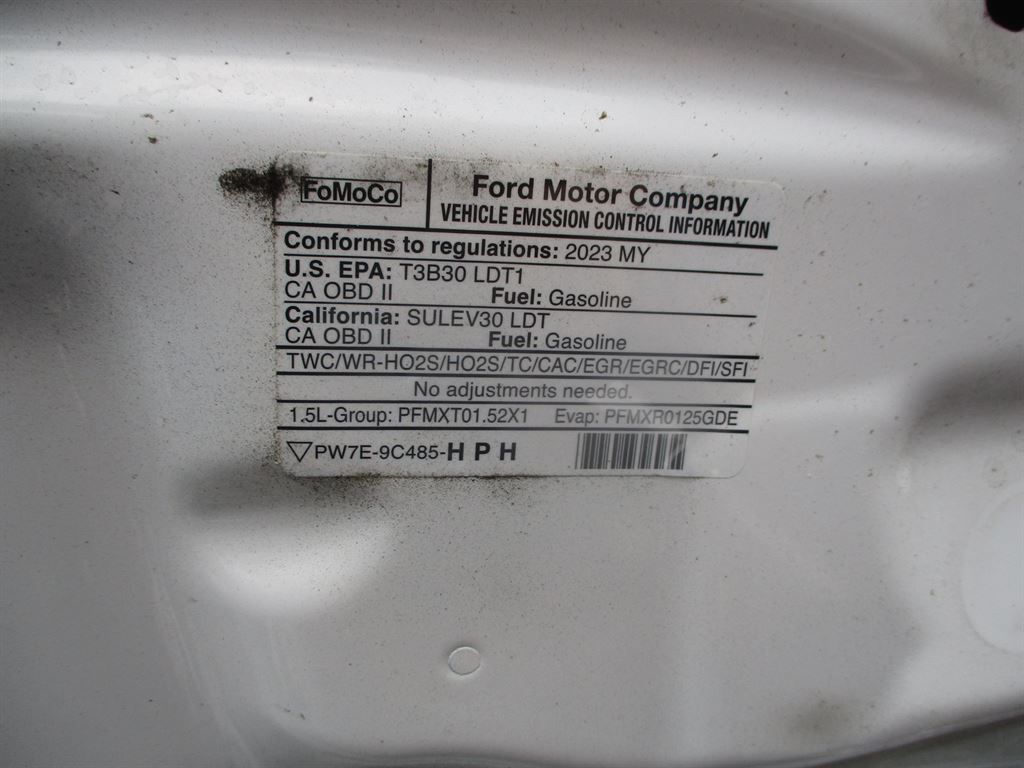 FoMoCo
Ford Motor Company
VEHICLE EMISSION CONTROL INFORMATION
Conforms to regulations: 2023 MY
U.S. EPA: T3B30 LDT1
CA OBD II Fuel: Gasoline
California: SULEV30 LDT
CA OBD II Fuel: Gasoline
TWC/WR-HO2S/HO2S/TC/CAC/EGR/EGRC/DFI/SFI
No adjustments needed.
1.5L-Group: PFMXT01.52X1 Evap: PFMXR0125GDE
PW7E-9C485-HPH